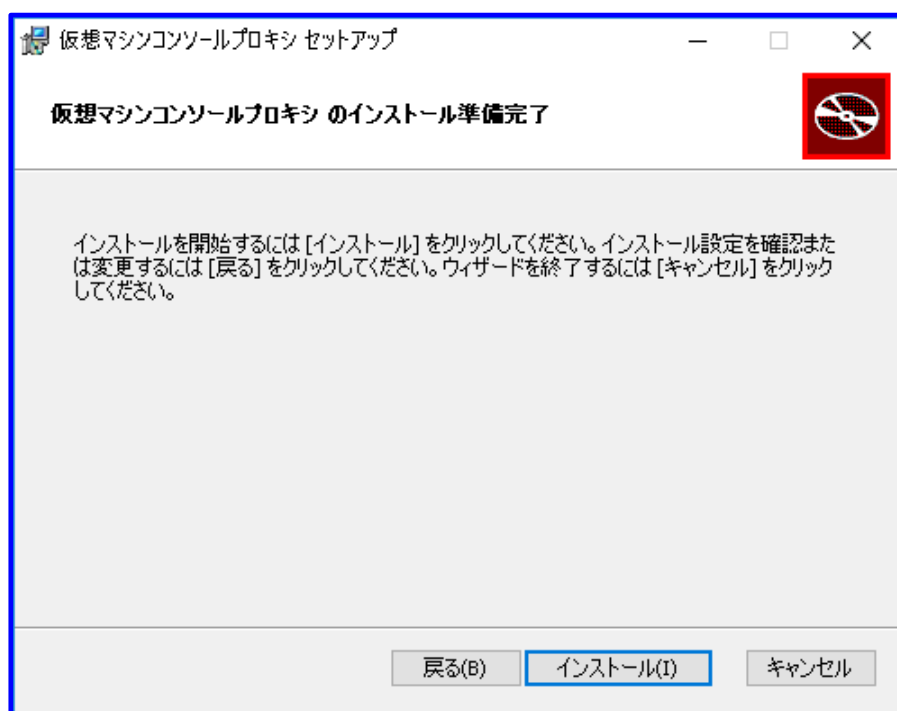 仮想マシンコンソールプロキシ セットアップ
仮想マシンコンソールプロキシ のインストール準備完了
インストールを開始するには [インストール] をクリックしてください。インストール設定を確認また
は変更するには [戻る] をクリックしてください。ウィザードを終了するには [キャンセル] をクリック
してください。
戻る(B) インストール(I) キャンセル